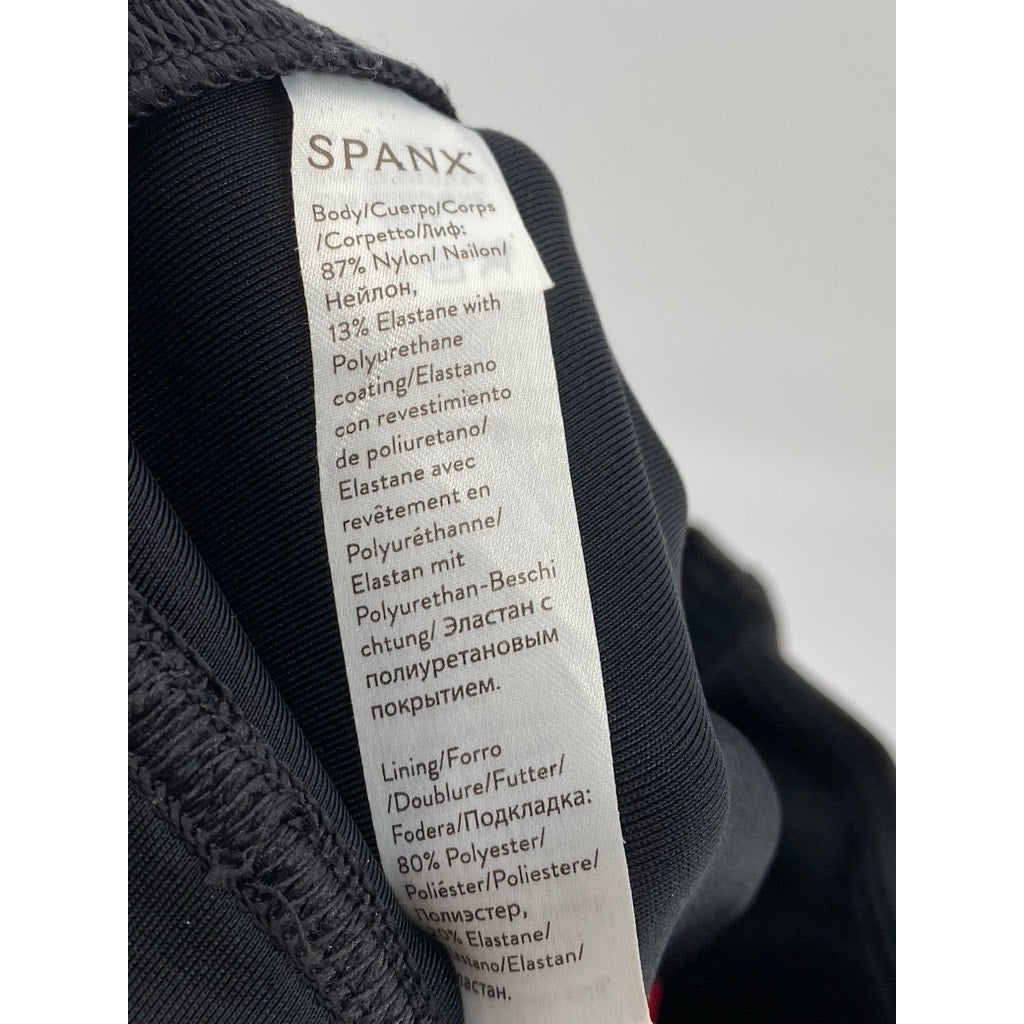 SPANX
Body/Cuerpo/Corps
/Corpetto/Лиф:
87% Nylon/ Nailon/
Нейлон,
13% Elastane with
Polyurethane
coating/Elastano
con revestimiento
de poliuretano/
Elastane avec
revêtement en
Polyuréthanne/
Elastan mit
Polyurethan-Beschi
chtung/ Эластан с
полиуретановым
покрытием.
Lining/Forro
/Doublure/Futter/
Fodera/Подкладка:
80% Polyester/
Poliéster/Poliestere/
Полиэстер,
Elastane/
/Elastan/